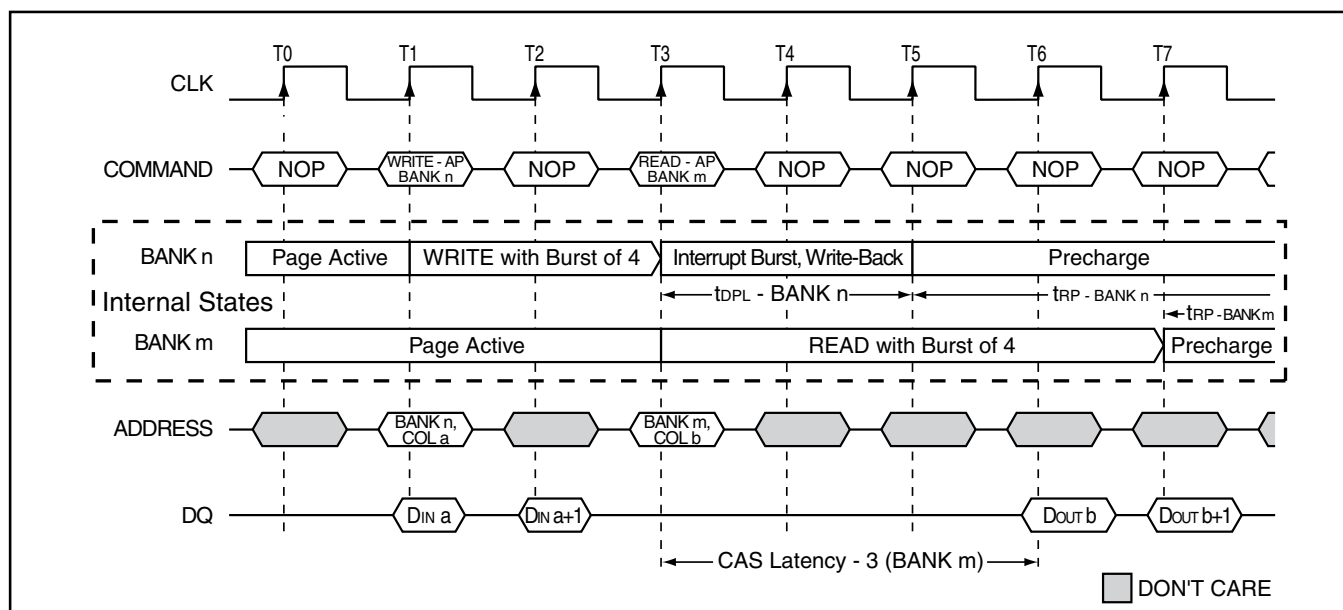 T0 T1 T2 T3 T4 T5 T6 T7
CLK
COMMAND NOP WRITE - AP BANK n NOP READ - AP BANK m NOP NOP NOP NOP
BANK n Page Active WRITE with Burst of 4 Interrupt Burst, Write-Back Precharge
tDPL - BANK n tRP - BANK n
Internal States
tRP - BANK m
BANK m Page Active READ with Burst of 4 Precharge
ADDRESS BANK n, COL a BANK m, COL b
DQ DIN a DIN a+1 DOUT b DOUT b+1
CAS Latency - 3 (BANK m)
DON'T CARE